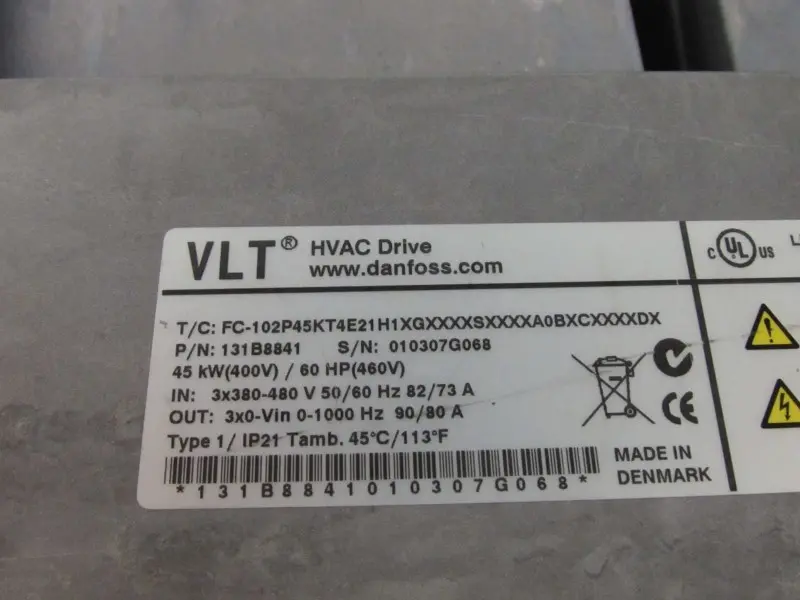 VLT® HVAC Drive
www.danfoss.com
c UL US
T/C: FC-102P45KT4E21H1XGXXXXSXXXXA0BXCXXXXDX
P/N: 131B8841 S/N: 010307G068
45 kW(400V) / 60 HP(460V)
IN: 3x380-480 V 50/60 Hz 82/73 A
OUT: 3x0-Vin 0-1000 Hz 90/80 A
CE
Type 1/ IP21 Tamb. 45°C/113°F
MADE IN
DENMARK
*131B8841010307G068*